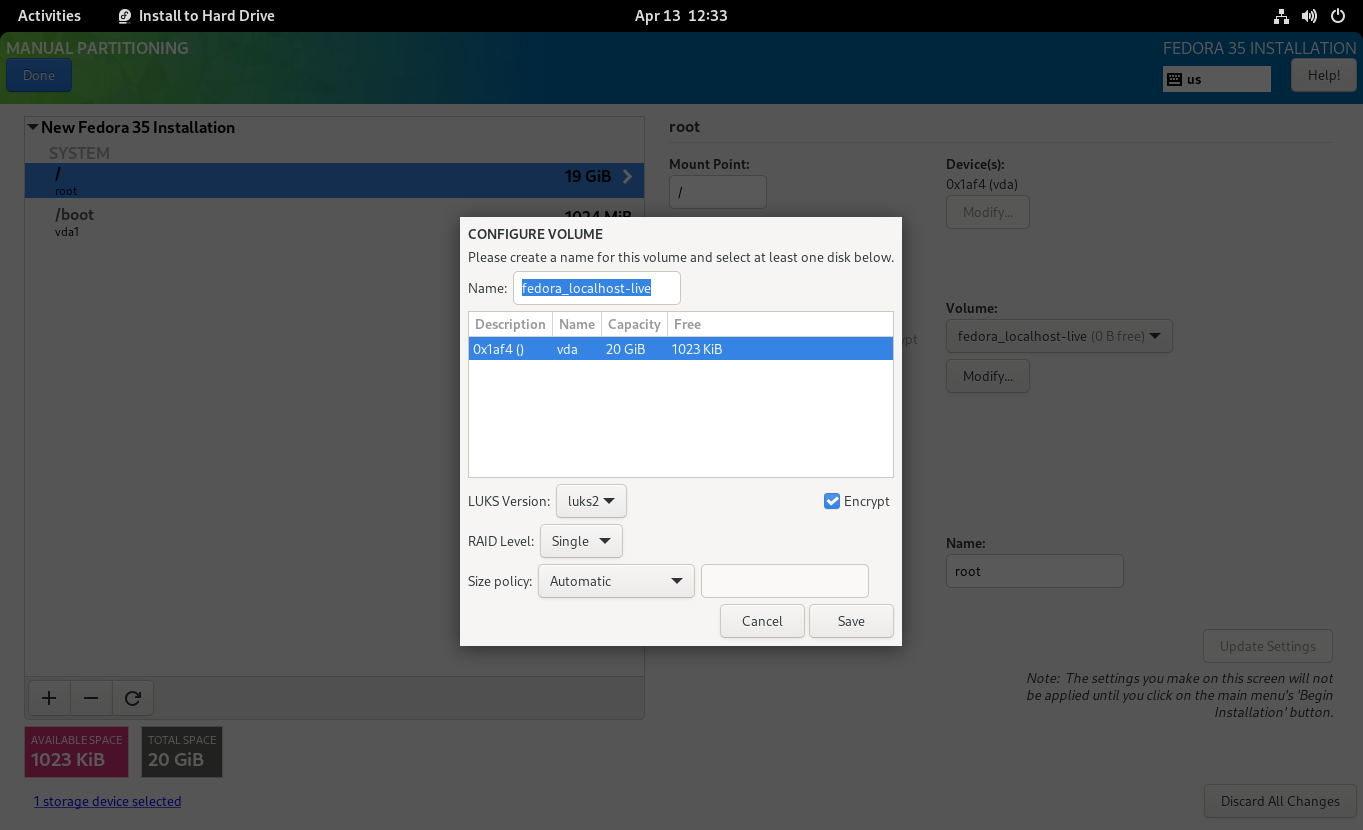 Activities
Install to Hard Drive
Apr 13 12:33
MANUAL PARTITIONING
FEDORA 35 INSTALLATION
Done
us
Help!
New Fedora 35 Installation
SYSTEM
/
root
19 GiB
/boot
vda1
1024 MiB
root
Mount Point:
/
Device(s):
0x1af4 (vda)
Modify...
Volume:
fedora_localhost-live (0 B free)
Modify...
Name:
root
Update Settings
Note: The settings you make on this screen will not
be applied until you click on the main menu's 'Begin
Installation' button.
CONFIGURE VOLUME
Please create a name for this volume and select at least one disk below.
Name: fedora_localhost-live
Description Name Capacity Free
0x1af4 () vda 20 GiB 1023 KiB
LUKS Version: luks2
Encrypt
RAID Level: Single
Size policy: Automatic
Cancel
Save
AVAILABLE SPACE
1023 KiB
TOTAL SPACE
20 GiB
1 storage device selected
Discard All Changes